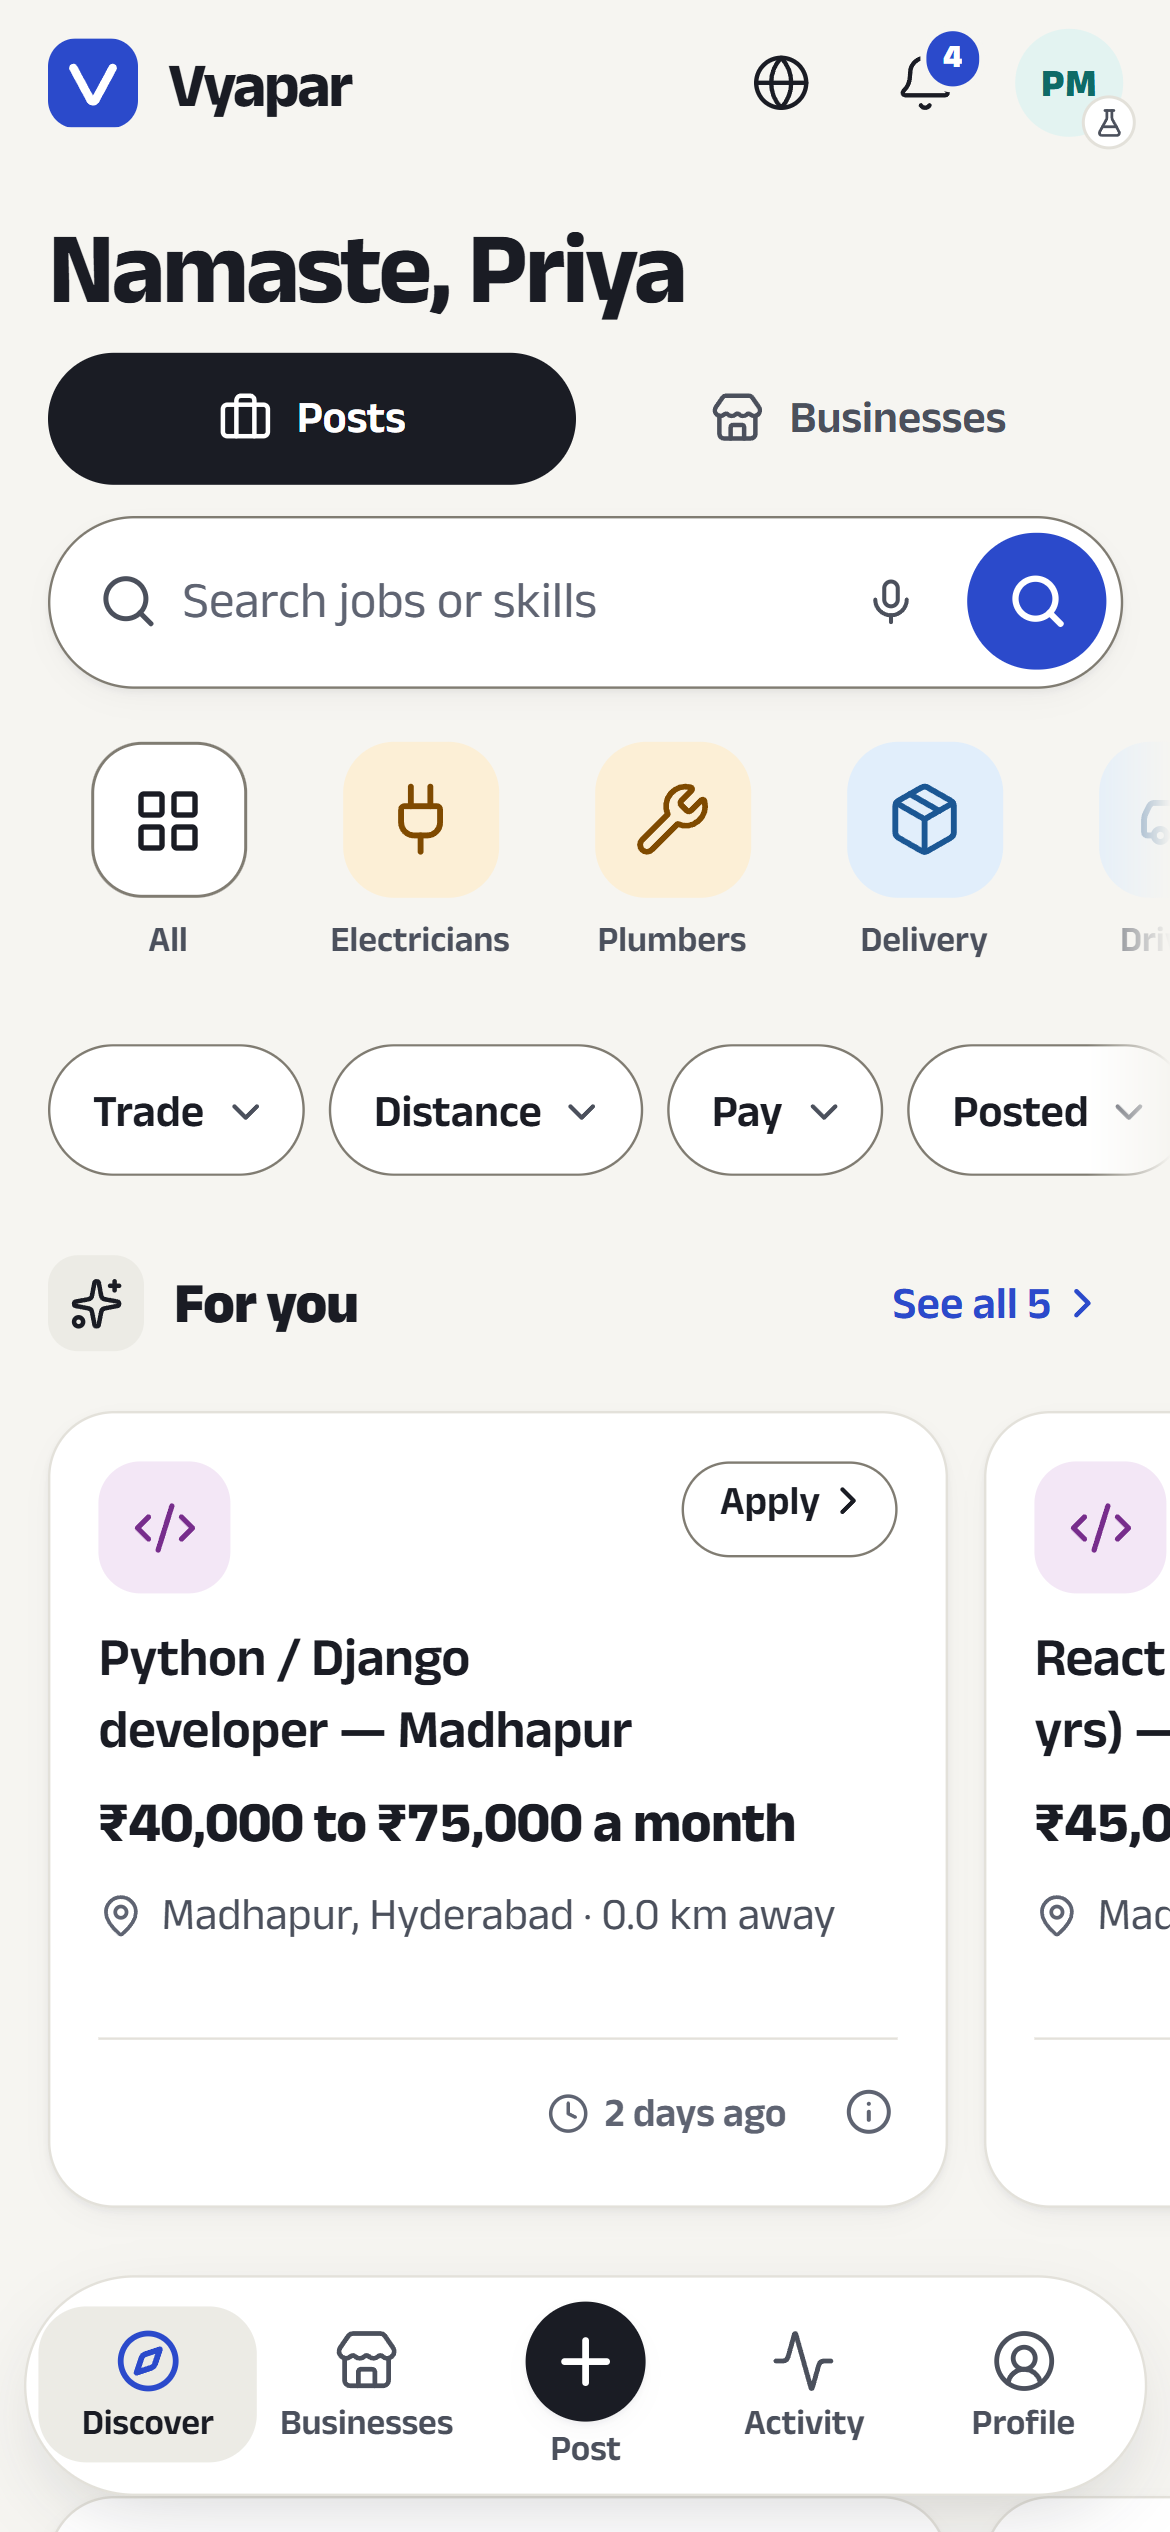 Vyapar
4
PM
Namaste, Priya
Posts
Businesses
Search jobs or skills
All
Electricians
Plumbers
Delivery
Trade
Distance
Pay
Posted
For you
See all 5
Apply
Python / Django
developer — Madhapur
₹40,000 to ₹75,000 a month
Madhapur, Hyderabad · 0.0 km away
2 days ago
React
yrs) —
Discover
Businesses
Post
Activity
Profile